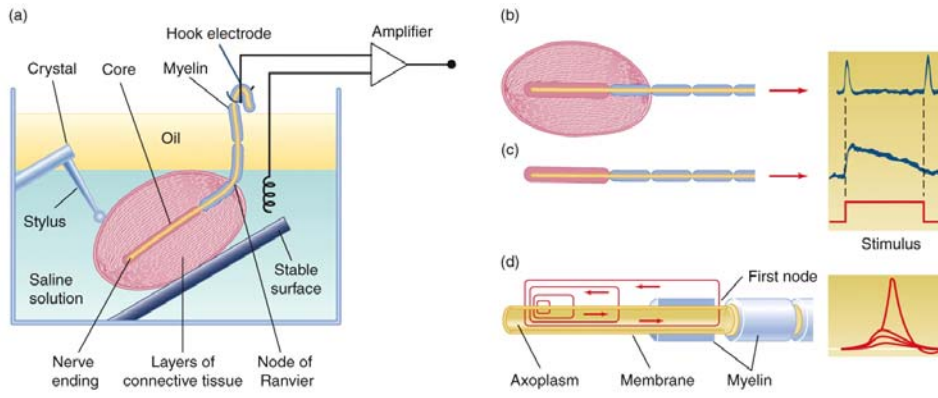 (a)
Hook electrode
Amplifier
Crystal
Core
Myelin
Oil
Stylus
Saline
solution
Stable
surface
Nerve
ending
Layers of
connective tissue
Node of
Ranvier
(b)
(c)
Stimulus
(d)
First node
Axoplasm
Membrane
Myelin